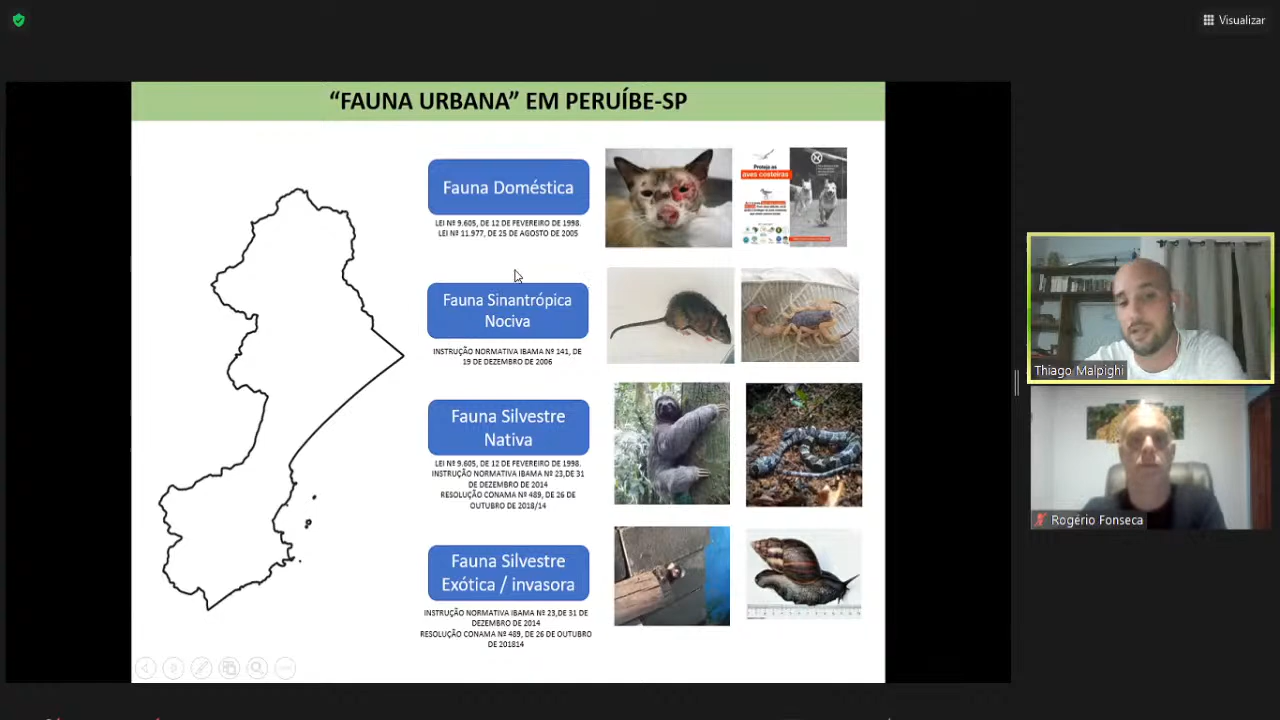 Visualizar
“FAUNA URBANA” EM PERUÍBE-SP
Fauna Doméstica
LEI Nº 9.605, DE 12 DE FEVEREIRO DE 1998.
LEI Nº 11.977, DE 25 DE AGOSTO DE 2005
Proteja as
aves costeiras
Fauna Sinantrópica
Nociva
INSTRUÇÃO NORMATIVA IBAMA Nº 141, DE
19 DE DEZEMBRO DE 2006
Fauna Silvestre
Nativa
LEI Nº 9.605, DE 12 DE FEVEREIRO DE 1998.
INSTRUÇÃO NORMATIVA IBAMA Nº 23,DE 31
DE DEZEMBRO DE 2014
RESOLUÇÃO CONAMA Nº 489, DE 26 DE
OUTUBRO DE 2018/14
Fauna Silvestre
Exótica / invasora
INSTRUÇÃO NORMATIVA IBAMA Nº 23,DE 31 DE
DEZEMBRO DE 2014
RESOLUÇÃO CONAMA Nº 489, DE 26 DE OUTUBRO
DE 201814
Thiago Malpighi
Rogério Fonseca